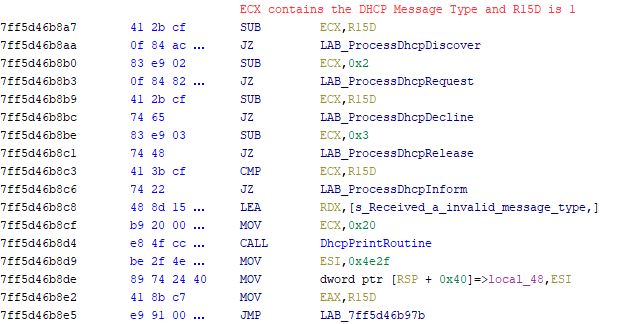 ECX contains the DHCP Message Type and R15D is 1
7ff5d46b8a7 41 2b cf SUB ECX,R15D
7ff5d46b8aa 0f 84 ac ... JZ LAB_ProcessDhcpDiscover
7ff5d46b8b0 83 e9 02 SUB ECX,0x2
7ff5d46b8b3 0f 84 82 ... JZ LAB_ProcessDhcpRequest
7ff5d46b8b9 41 2b cf SUB ECX,R15D
7ff5d46b8bc 74 65 JZ LAB_ProcessDhcpDecline
7ff5d46b8be 83 e9 03 SUB ECX,0x3
7ff5d46b8c1 74 48 JZ LAB_ProcessDhcpRelease
7ff5d46b8c3 41 3b cf CMP ECX,R15D
7ff5d46b8c6 74 22 JZ LAB_ProcessDhcpInform
7ff5d46b8c8 48 8d 15 ... LEA RDX,[s_Received_a_invalid_message_type,]
7ff5d46b8cf b9 20 00 ... MOV ECX,0x20
7ff5d46b8d4 e8 4f cc ... CALL DhcpPrintRoutine
7ff5d46b8d9 be 2f 4e ... MOV ESI,0x4e2f
7ff5d46b8de 89 74 24 40 MOV dword ptr [RSP + 0x40]=>local_48,ESI
7ff5d46b8e2 41 8b c7 MOV EAX,R15D
7ff5d46b8e5 e9 91 00 ... JMP LAB_7ff5d46b97b